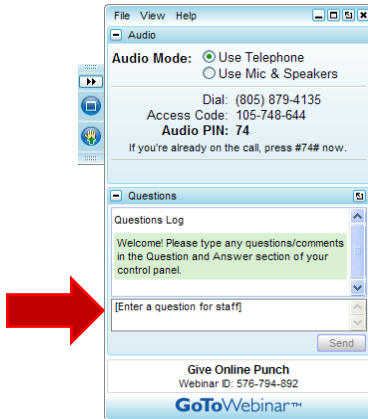 File View Help
Audio
Audio Mode: Use Telephone
Use Mic & Speakers
Dial: (805) 879-4135
Access Code: 105-748-644
Audio PIN: 74
If you're already on the call, press #74# now.
Questions
Questions Log
Welcome! Please type any questions/comments
in the Question and Answer section of your
control panel.
[Enter a question for staff]
Send
Give Online Punch
Webinar ID: 576-794-892
GoToWebinar™